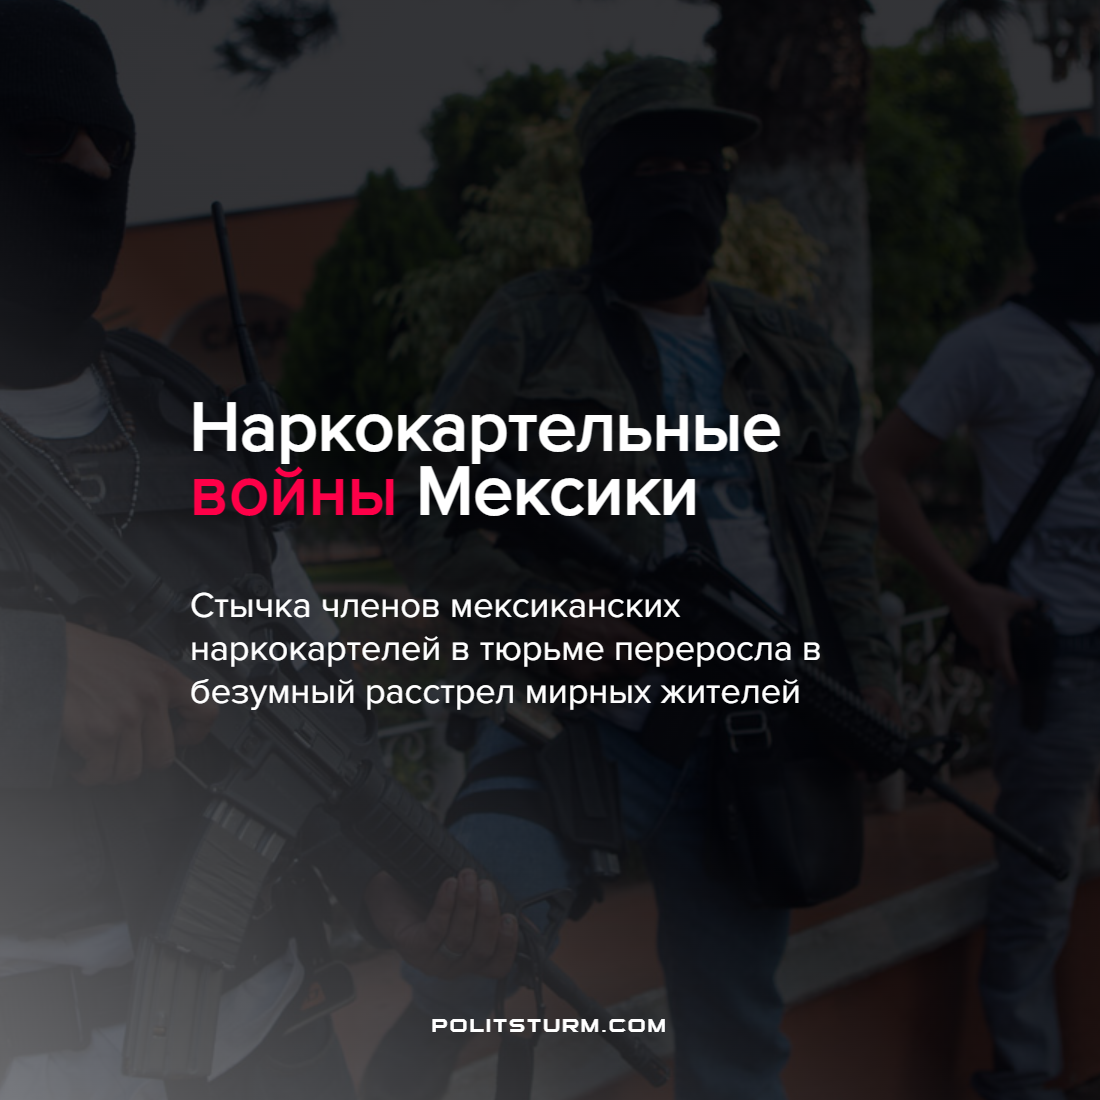 Наркокартельные
войны Мексики
Стычка членов мексиканских
наркокартелей в тюрьме переросла в
безумный расстрел мирных жителей
POLITSTURM.COM